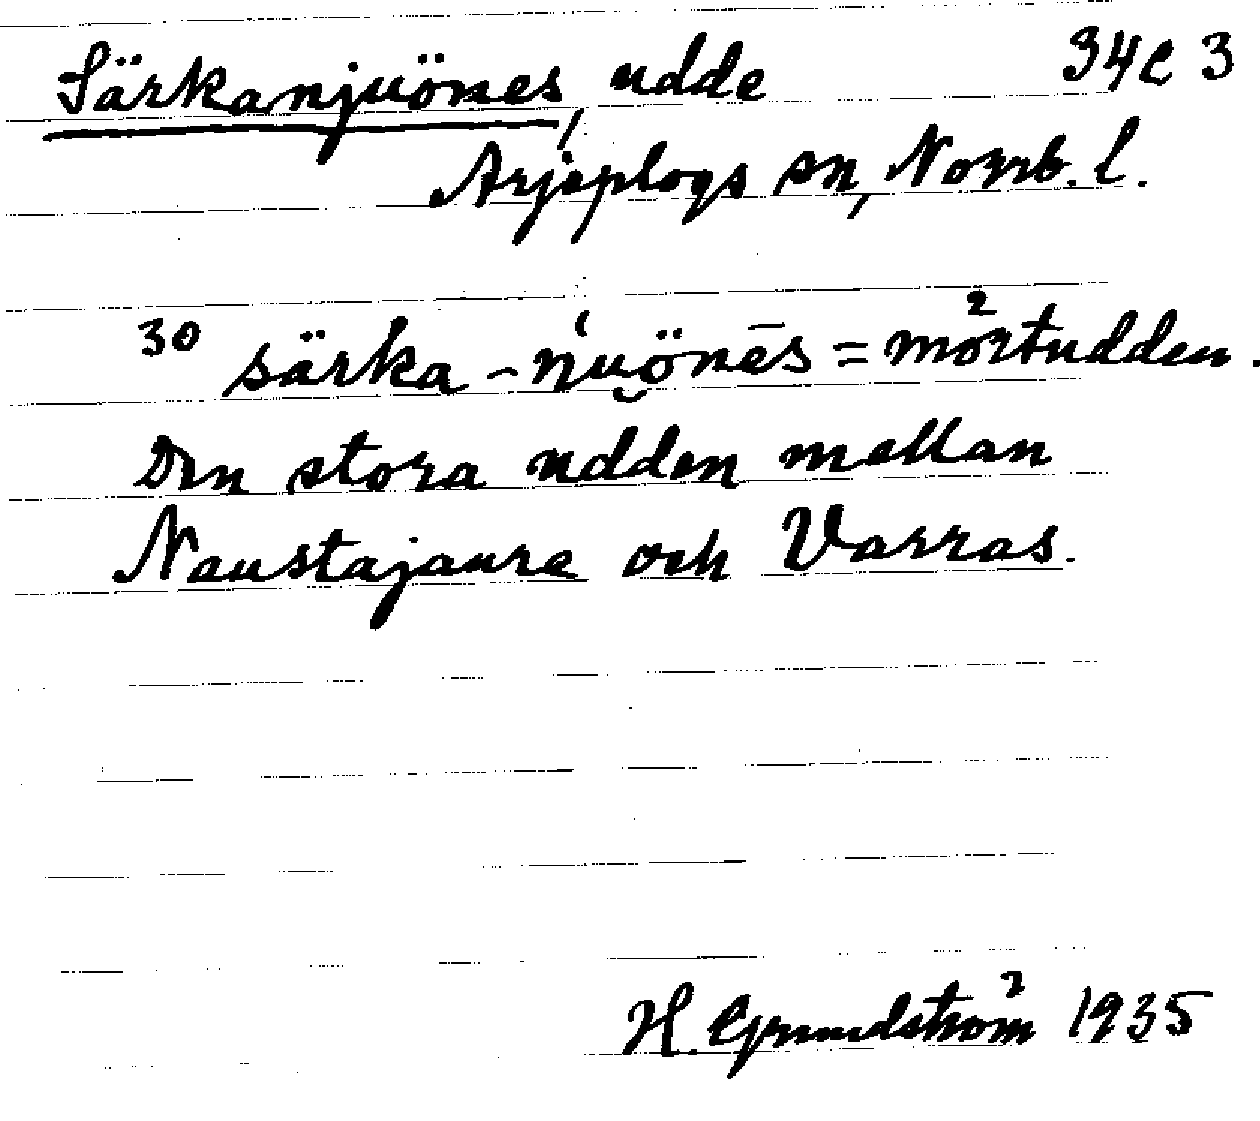 Särkanjuönes, udde 34c 3
Arjeplogs sn, Norrb. l.
30 särka-n̕u̯önēs = mörtudden.
Den stora udden mellan
Naustajaure och Varras.
H. Grundström 1935